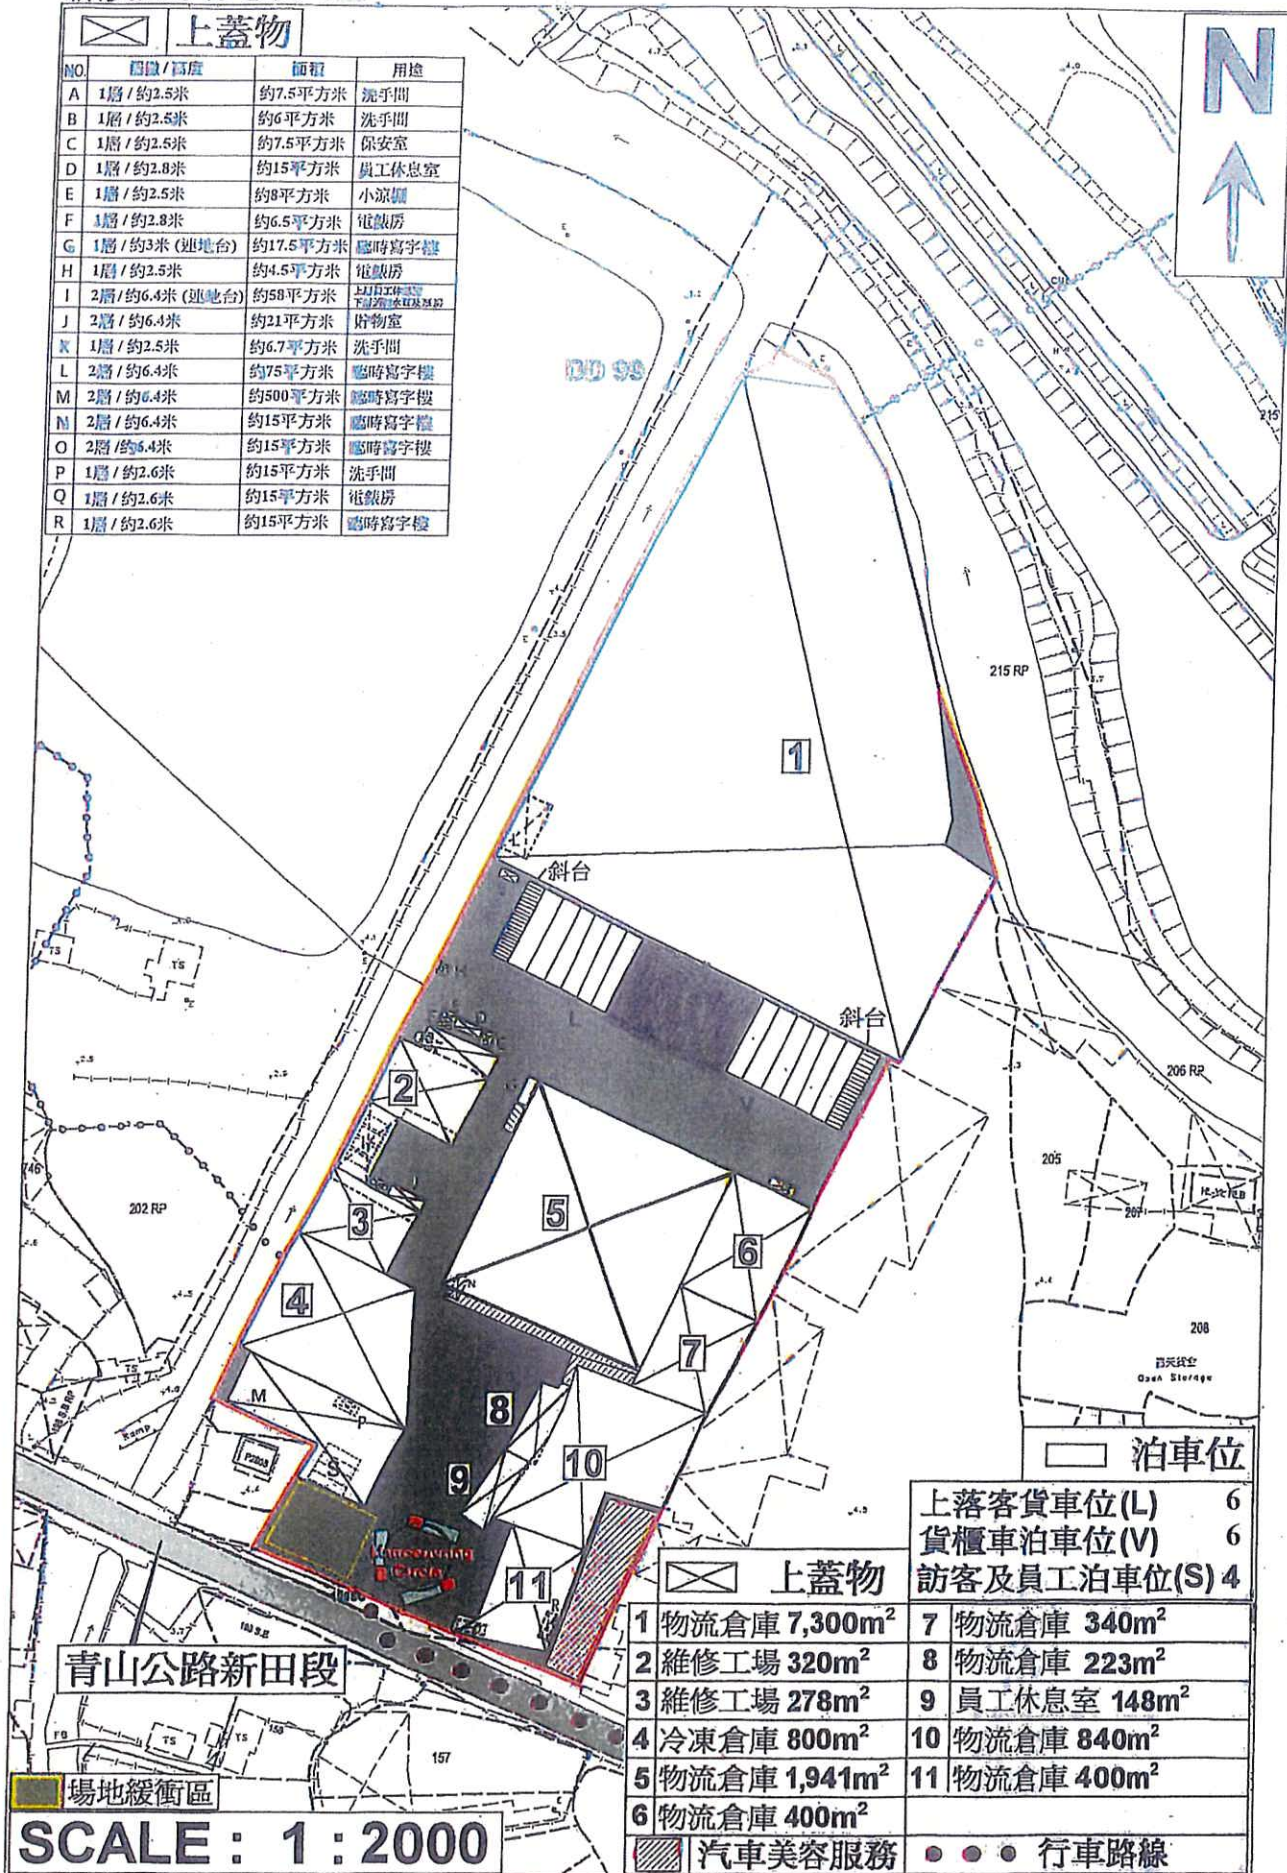 上蓋物
NO. 層數 / 高度 面積 用途
A 1層 / 約2.5米 約7.5平方米 洗手間
B 1層 / 約2.5米 約6平方米 洗手間
C 1層 / 約2.5米 約7.5平方米 保安室
D 1層 / 約2.8米 約15平方米 員工休息室
E 1層 / 約2.5米 約8平方米 小涼棚
F 1層 / 約2.8米 約6.5平方米 電錶房
G 1層 / 約3米 (連地台) 約17.5平方米 臨時寫字樓
H 1層 / 約2.5米 約4.5平方米 電錶房
I 2層 / 約6.4米 (連地台) 約58平方米
J 2層 / 約6.4米 約21平方米 貯物室
K 1層 / 約2.5米 約6.7平方米 洗手間
L 2層 / 約6.4米 約75平方米 臨時寫字樓
M 2層 / 約6.4米 約500平方米 臨時寫字樓
N 2層 / 約6.4米 約15平方米 臨時寫字樓
O 2層 / 約6.4米 約15平方米 臨時寫字樓
P 1層 / 約2.6米 約15平方米 洗手間
Q 1層 / 約2.6米 約15平方米 電錶房
R 1層 / 約2.6米 約15平方米 臨時寫字樓
N
DD 99
215
215 RP
1
斜台
斜台
L
V
206 RP
205
207
202 RP
2
3
4
5
6
7
8
9
10
11
M
P
N
R
208
露天貯存
Open Storage
TS
TS
TS
Ramp
Manoeuvring
Circle
青山公路新田段
TS
TS
157
泊車位
上落客貨車位(L) 6
貨櫃車泊車位(V) 6
訪客及員工泊車位(S) 4
上蓋物
1 物流倉庫 7,300m² 7 物流倉庫 340m²
2 維修工場 320m² 8 物流倉庫 223m²
3 維修工場 278m² 9 員工休息室 148m²
4 冷凍倉庫 800m² 10 物流倉庫 840m²
5 物流倉庫 1,941m² 11 物流倉庫 400m²
6 物流倉庫 400m²
汽車美容服務 行車路線
場地緩衝區
SCALE : 1 : 2000